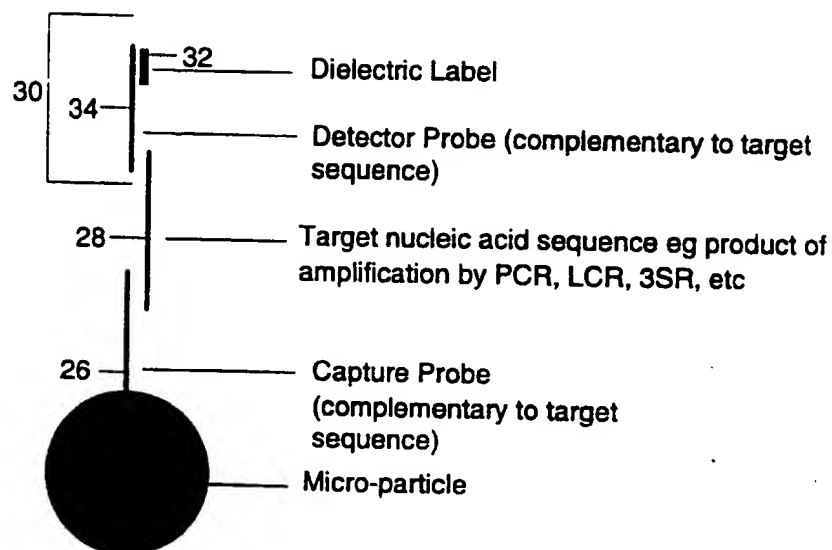 32
Dielectric Label
30
34
Detector Probe (complementary to target
sequence)
28
Target nucleic acid sequence eg product of
amplification by PCR, LCR, 3SR, etc
26
Capture Probe
(complementary to target
sequence)
Micro-particle